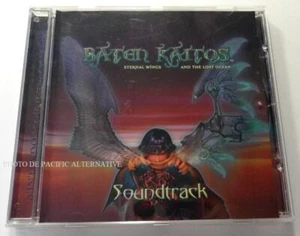 BATEN KAITOS
ETERNAL WINGS AND THE LOST OCEAN
PHOTO DE PACIFIC ALTERNATIVE
Soundtrack